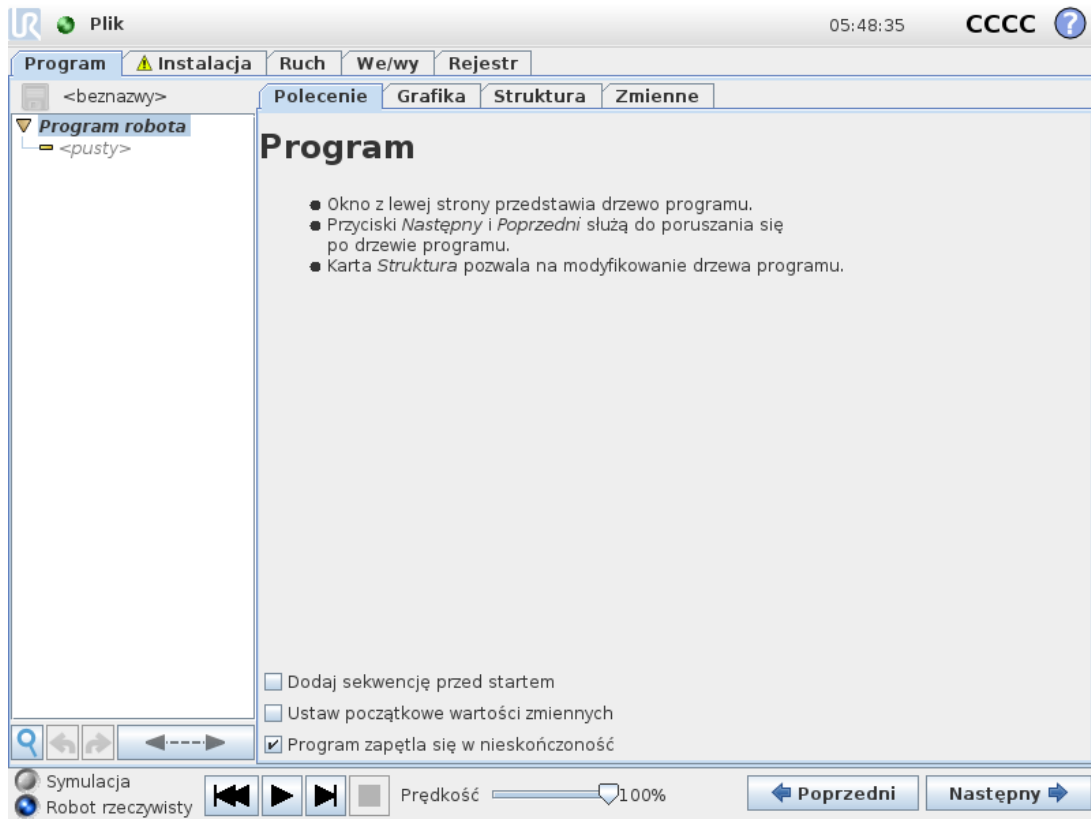 UR Plik 05:48:35 CCCC ?
Program Instalacja Ruch We/wy Rejestr
<beznazwy>
Polecenie Grafika Struktura Zmienne
Program robota
<pusty>
Program
Okno z lewej strony przedstawia drzewo programu.
Przyciski Następny i Poprzedni służą do poruszania się
po drzewie programu.
Karta Struktura pozwala na modyfikowanie drzewa programu.
Dodaj sekwencję przed startem
Ustaw początkowe wartości zmiennych
Program zapętla się w nieskończoność
Symulacja
Robot rzeczywisty
Prędkość 100%
Poprzedni Następny